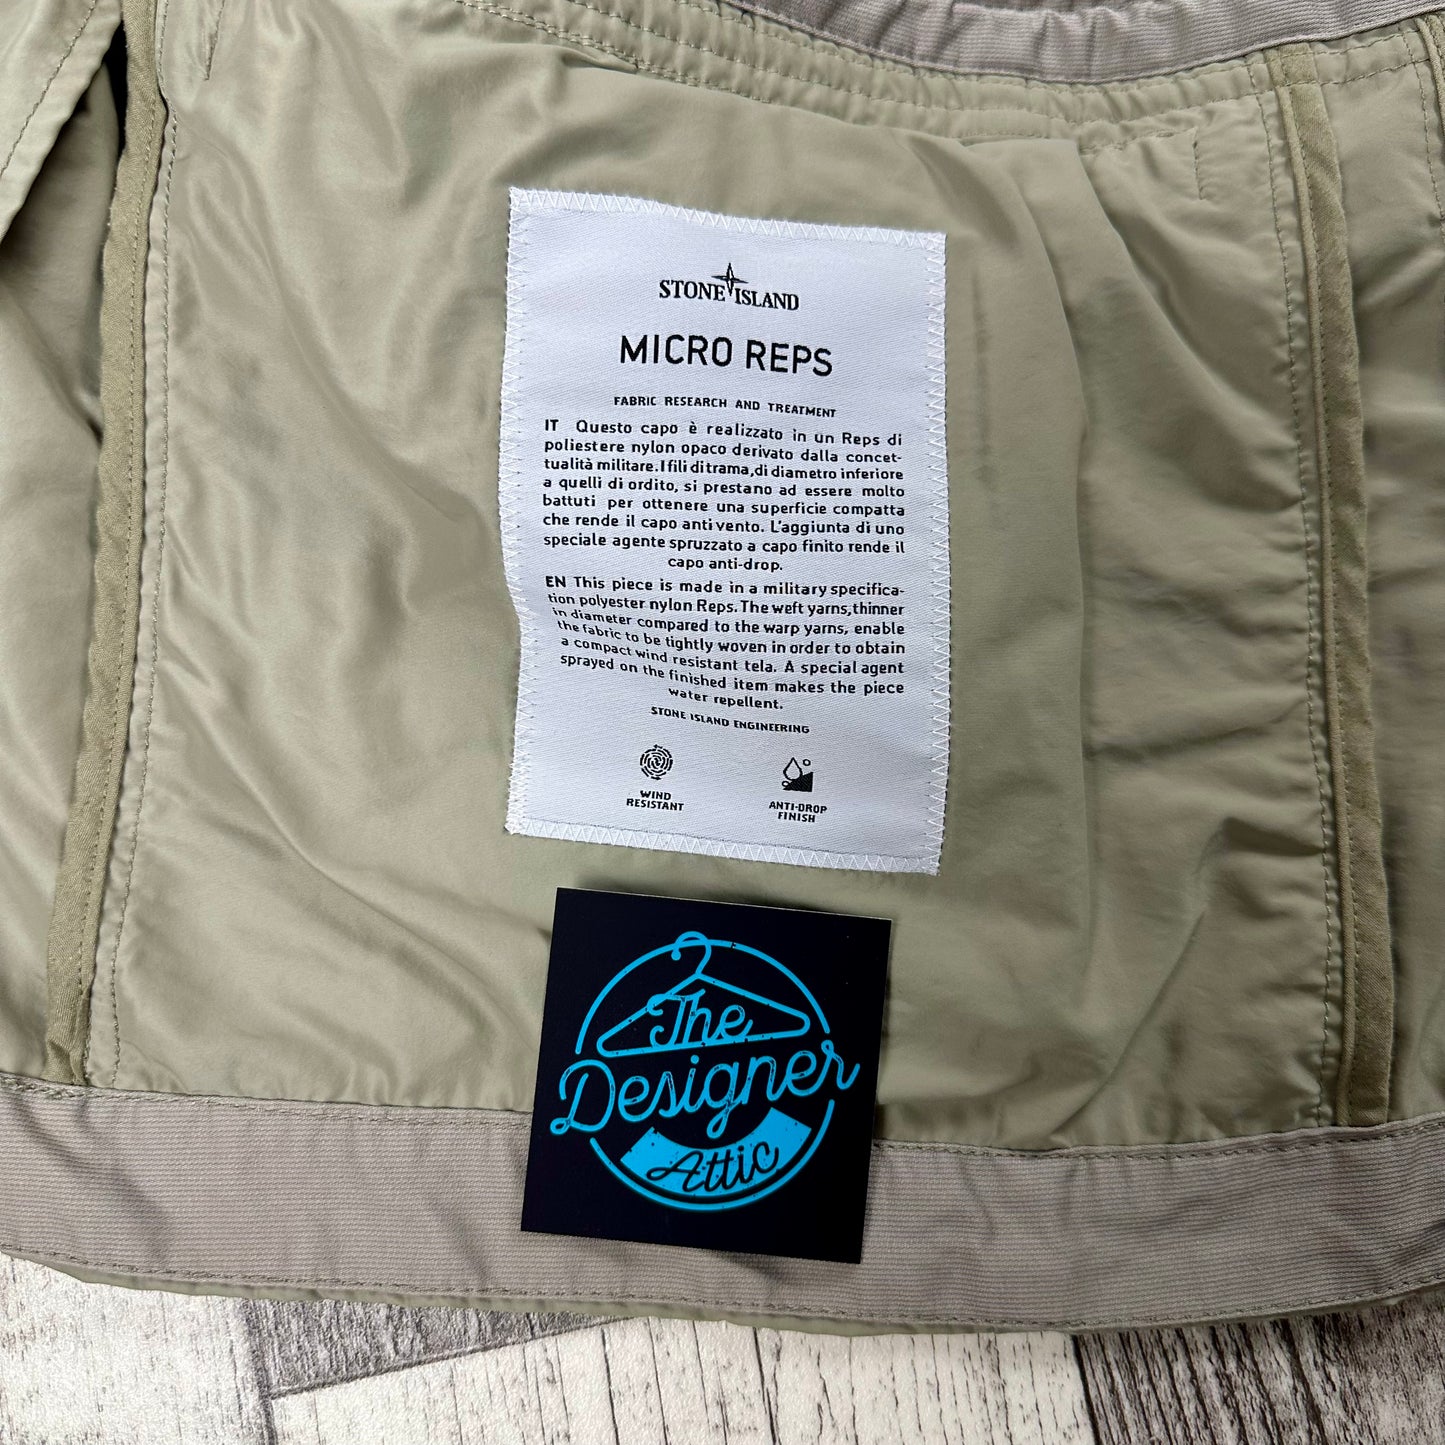 STONE ISLAND
MICRO REPS
FABRIC RESEARCH AND TREATMENT
IT Questo capo è realizzato in un Reps di
poliestere nylon opaco derivato dalla concet-
tualità militare. I fili di trama, di diametro inferiore
a quelli di ordito, si prestano ad essere molto
battuti per ottenere una superficie compatta
che rende il capo anti vento. L'aggiunta di uno
speciale agente spruzzato a capo finito rende il
capo anti-drop.
EN This piece is made in a military specifica-
tion polyester nylon Reps. The weft yarns, thinner
in diameter compared to the warp yarns, enable
the fabric to be tightly woven in order to obtain
a compact wind resistant tela. A special agent
sprayed on the finished item makes the piece
water repellent.
STONE ISLAND ENGINEERING
WIND
RESISTANT
ANTI-DROP
FINISH
The
Designer
Attic